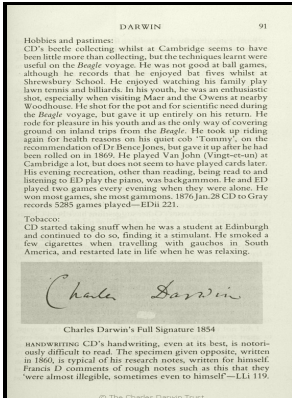 DARWIN 91
Hobbies and pastimes:
CD's beetle collecting whilst at Cambridge seems to have
been little more than collecting, but the techniques learnt were
useful on the Beagle voyage. He was not good at ball games,
although he records that he enjoyed bat fives whilst at
Shrewsbury School. He enjoyed watching his family play
lawn tennis and billiards. In his youth, he was an enthusiastic
shot, especially when visiting Maer and the Owens at nearby
Woodhouse. He shot for the pot and for scientific need during
the Beagle voyage, but gave it up entirely on his return. He
rode for pleasure in his youth and as the only way of covering
ground on inland trips from the Beagle. He took up riding
again for health reasons on his quiet cob 'Tommy', on the
recommendation of Dr Bence Jones, but gave it up after he had
been rolled on in 1869. He played Van John (Vingt-et-un) at
Cambridge a lot, but does not seem to have played cards later.
His evening recreation, other than reading, being read to and
listening to ED play the piano, was backgammon. He and ED
played two games every evening when they were alone. He
won most games, she most gammons. 1876 Jan.28 CD to Gray
records 5285 games played—EDii 221.
Tobacco:
CD started taking snuff when he was a student at Edinburgh
and continued to do so, finding it a stimulant. He smoked a
few cigarettes when travelling with gauchos in South
America, and restarted late in life when he was relaxing.
Charles Darwin
Charles Darwin's Full Signature 1854
HANDWRITING CD's handwriting, even at its best, is notori-
ously difficult to read. The specimen given opposite, written
in 1860, is typical of his research notes, written for himself.
Francis D comments of rough notes such as this that they
'were almost illegible, sometimes even to himself'—LLi 119.
© The Charles Darwin Trust